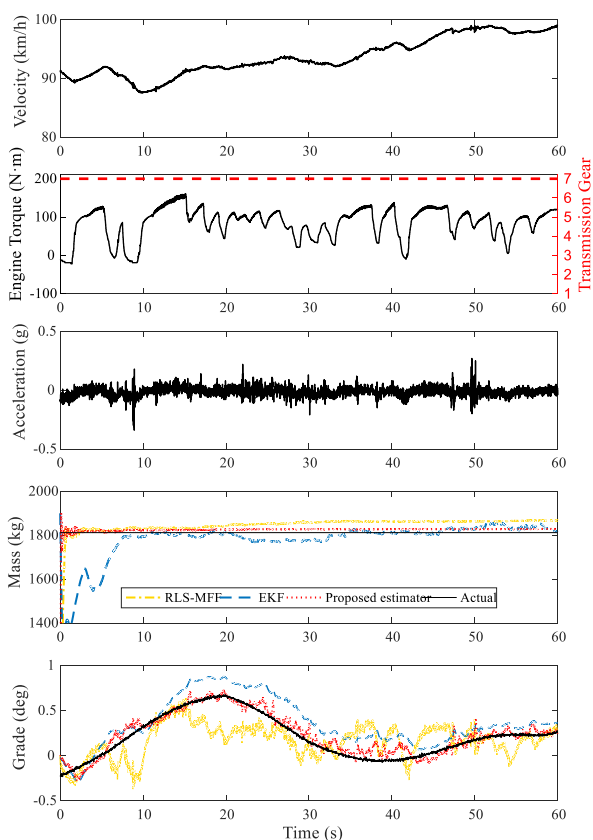 100
90
80
Velocity (km/h)
0 10 20 30 40 50 60
200
100
0
-100
Engine Torque (N·m)
7
6
5
4
3
2
1
Transmission Gear
0 10 20 30 40 50 60
0.5
0
-0.5
Acceleration (g)
0 10 20 30 40 50 60
2000
1800
1600
1400
Mass (kg)
RLS-MFF EKF Proposed estimator Actual
0 10 20 30 40 50 60
1
0.5
0
-0.5
Grade (deg)
0 10 20 30 40 50 60
Time (s)